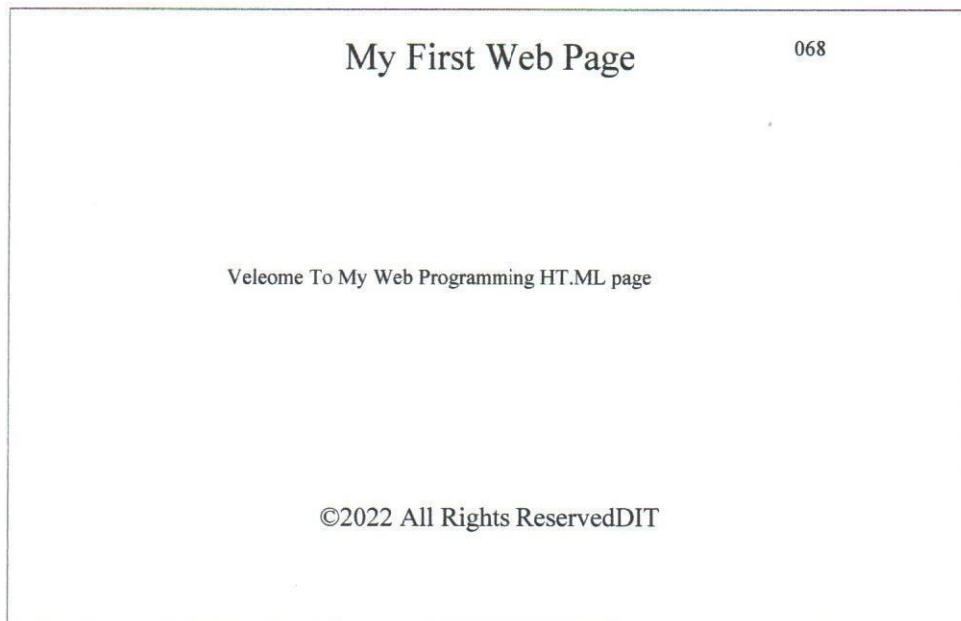 My First Web Page
068
Veleome To My Web Programming HT.ML page
©2022 All Rights ReservedDIT